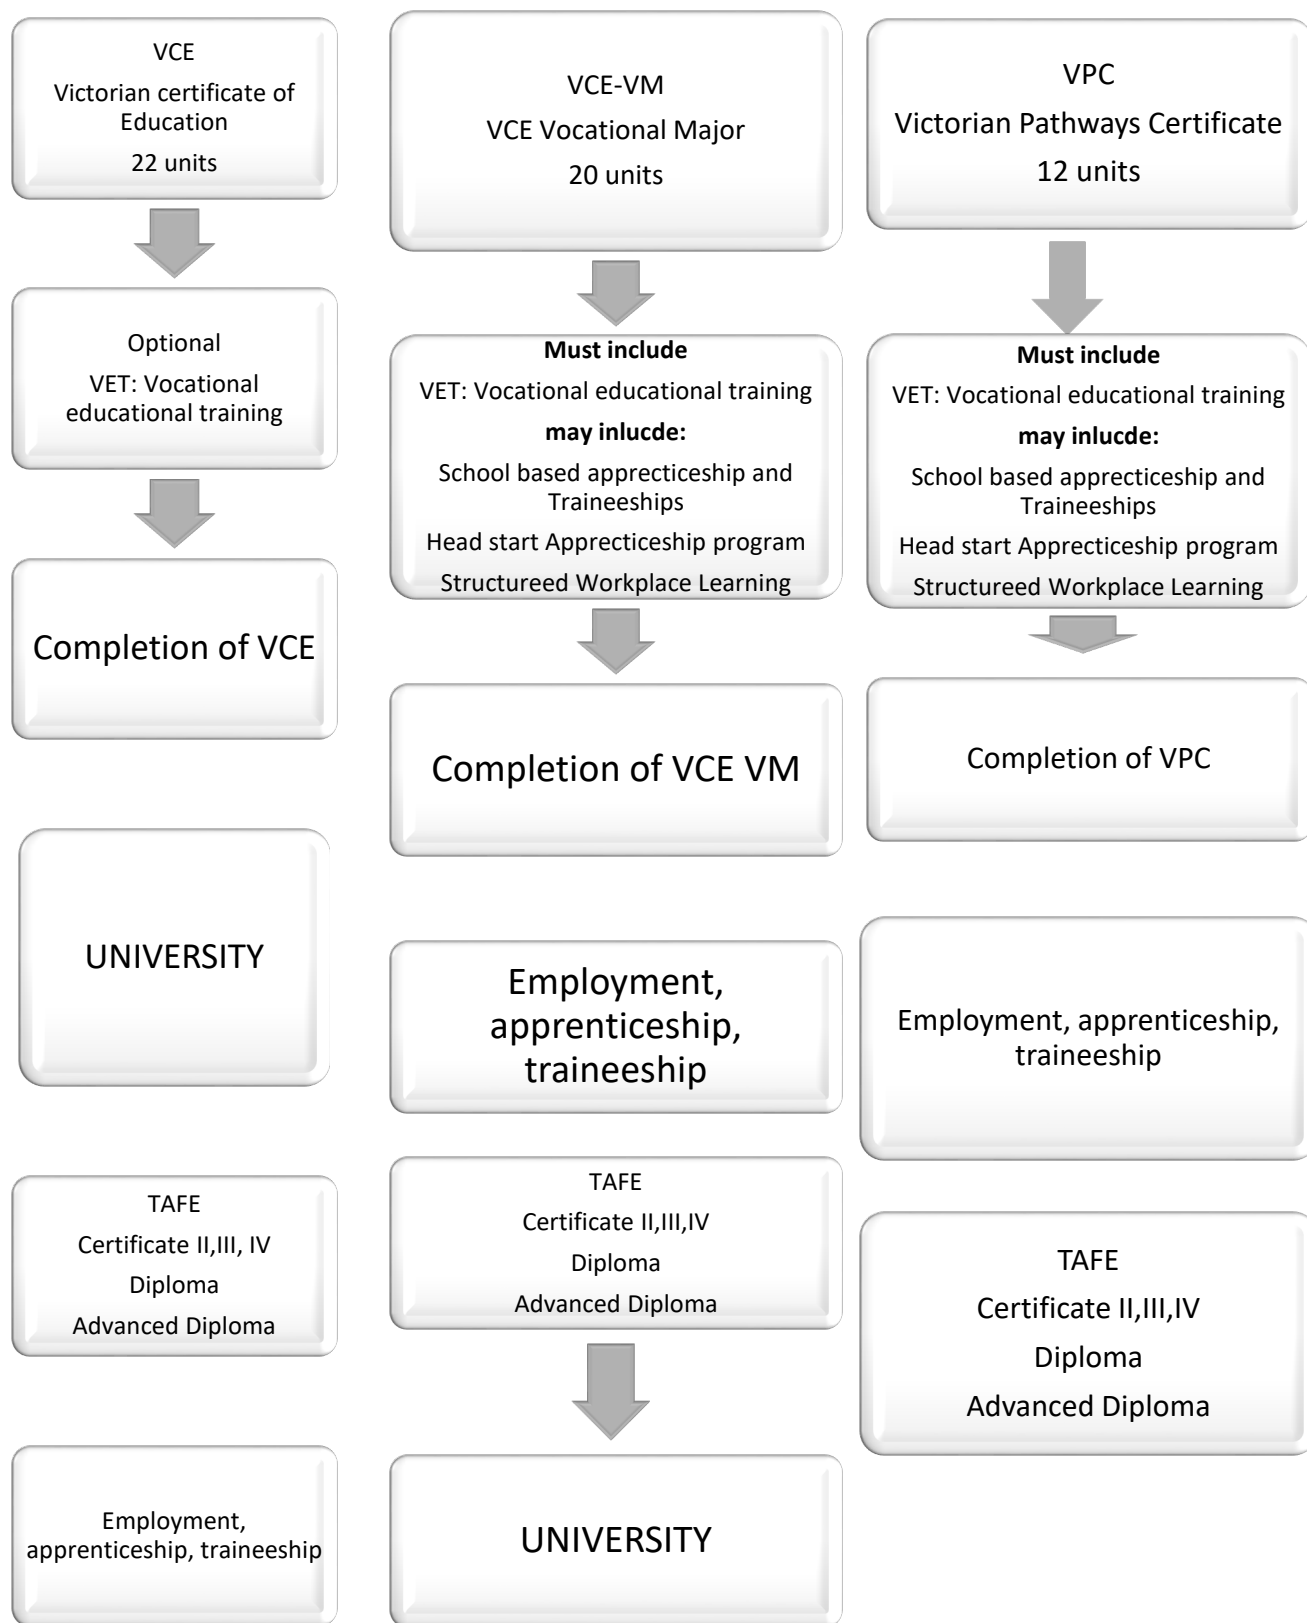 VCE
Victorian certificate of
Education
22 units
Optional
VET: Vocational
educational training
Completion of VCE
UNIVERSITY
TAFE
Certificate II,III, IV
Diploma
Advanced Diploma
Employment,
apprenticeship, traineeship
VCE-VM
VCE Vocational Major
20 units
Must include
VET: Vocational educational training
may inlucde:
School based apprecticeship and
Traineeships
Head start Apprecticeship program
Structureed Workplace Learning
Completion of VCE VM
Employment,
apprenticeship,
traineeship
TAFE
Certificate II,III,IV
Diploma
Advanced Diploma
UNIVERSITY
VPC
Victorian Pathways Certificate
12 units
Must include
VET: Vocational educational training
may inlucde:
School based apprecticeship and
Traineeships
Head start Apprecticeship program
Structureed Workplace Learning
Completion of VPC
Employment, apprenticeship,
traineeship
TAFE
Certificate II,III,IV
Diploma
Advanced Diploma